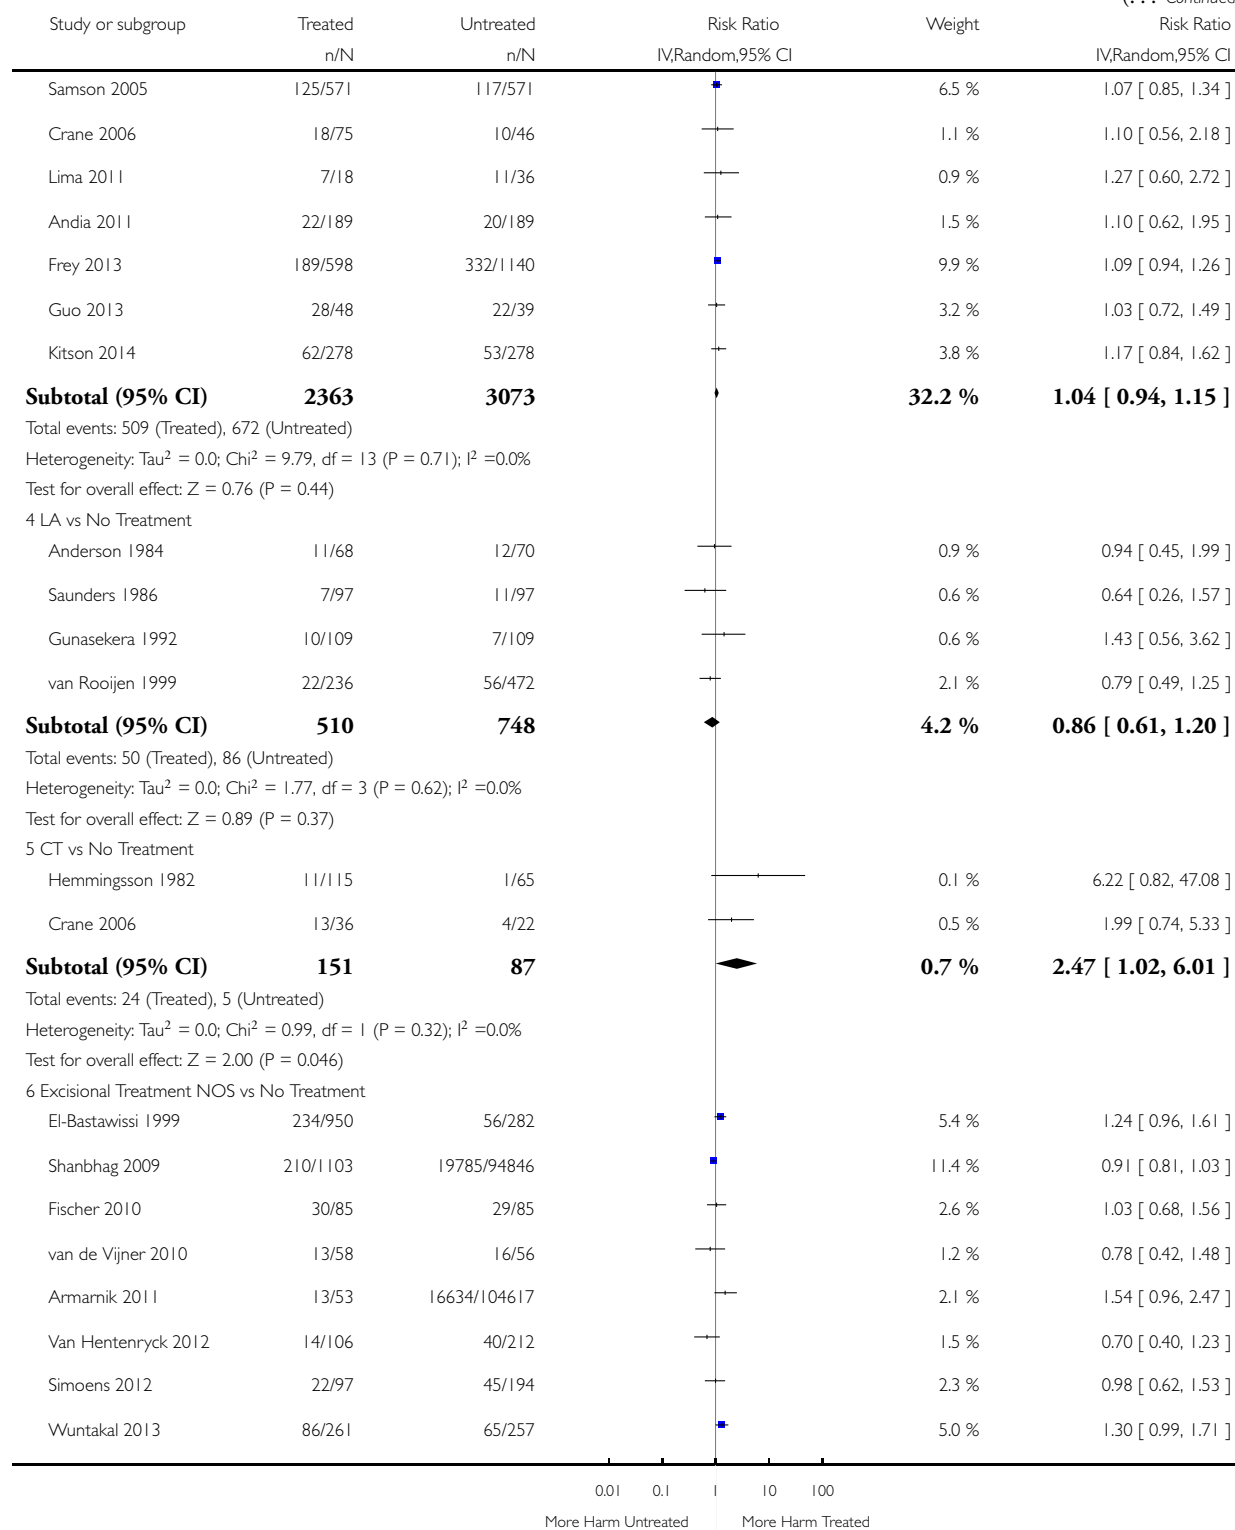 (. . . Continued
Study or subgroup Treated Untreated Risk Ratio Weight Risk Ratio
n/N n/N IV,Random,95% CI IV,Random,95% CI
Samson 2005 125/571 117/571 6.5 % 1.07 [ 0.85, 1.34 ]
Crane 2006 18/75 10/46 1.1 % 1.10 [ 0.56, 2.18 ]
Lima 2011 7/18 11/36 0.9 % 1.27 [ 0.60, 2.72 ]
Andia 2011 22/189 20/189 1.5 % 1.10 [ 0.62, 1.95 ]
Frey 2013 189/598 332/1140 9.9 % 1.09 [ 0.94, 1.26 ]
Guo 2013 28/48 22/39 3.2 % 1.03 [ 0.72, 1.49 ]
Kitson 2014 62/278 53/278 3.8 % 1.17 [ 0.84, 1.62 ]
Subtotal (95% CI) 2363 3073 32.2 % 1.04 [ 0.94, 1.15 ]
Total events: 509 (Treated), 672 (Untreated)
Heterogeneity: Tau² = 0.0; Chi² = 9.79, df = 13 (P = 0.71); I² =0.0%
Test for overall effect: Z = 0.76 (P = 0.44)
4 LA vs No Treatment
Anderson 1984 11/68 12/70 0.9 % 0.94 [ 0.45, 1.99 ]
Saunders 1986 7/97 11/97 0.6 % 0.64 [ 0.26, 1.57 ]
Gunasekera 1992 10/109 7/109 0.6 % 1.43 [ 0.56, 3.62 ]
van Rooijen 1999 22/236 56/472 2.1 % 0.79 [ 0.49, 1.25 ]
Subtotal (95% CI) 510 748 4.2 % 0.86 [ 0.61, 1.20 ]
Total events: 50 (Treated), 86 (Untreated)
Heterogeneity: Tau² = 0.0; Chi² = 1.77, df = 3 (P = 0.62); I² =0.0%
Test for overall effect: Z = 0.89 (P = 0.37)
5 CT vs No Treatment
Hemmingsson 1982 11/115 1/65 0.1 % 6.22 [ 0.82, 47.08 ]
Crane 2006 13/36 4/22 0.5 % 1.99 [ 0.74, 5.33 ]
Subtotal (95% CI) 151 87 0.7 % 2.47 [ 1.02, 6.01 ]
Total events: 24 (Treated), 5 (Untreated)
Heterogeneity: Tau² = 0.0; Chi² = 0.99, df = 1 (P = 0.32); I² =0.0%
Test for overall effect: Z = 2.00 (P = 0.046)
6 Excisional Treatment NOS vs No Treatment
El-Bastawissi 1999 234/950 56/282 5.4 % 1.24 [ 0.96, 1.61 ]
Shanbhag 2009 210/1103 19785/94846 11.4 % 0.91 [ 0.81, 1.03 ]
Fischer 2010 30/85 29/85 2.6 % 1.03 [ 0.68, 1.56 ]
van de Vijner 2010 13/58 16/56 1.2 % 0.78 [ 0.42, 1.48 ]
Armarnik 2011 13/53 16634/104617 2.1 % 1.54 [ 0.96, 2.47 ]
Van Hentenryck 2012 14/106 40/212 1.5 % 0.70 [ 0.40, 1.23 ]
Simoens 2012 22/97 45/194 2.3 % 0.98 [ 0.62, 1.53 ]
Wuntakal 2013 86/261 65/257 5.0 % 1.30 [ 0.99, 1.71 ]
0.01 0.1 1 10 100
More Harm Untreated More Harm Treated